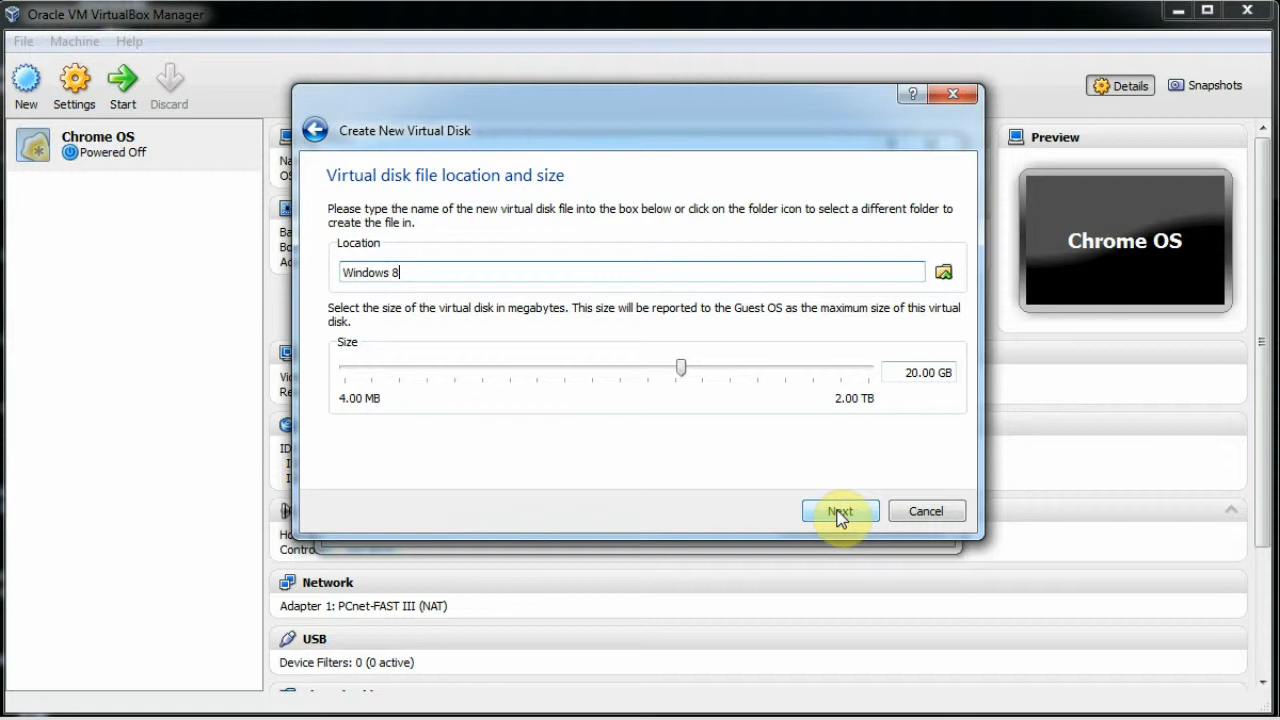 Oracle VM VirtualBox Manager
File Machine Help
New Settings Start Discard
Details Snapshots
Chrome OS
Powered Off
Create New Virtual Disk
Virtual disk file location and size
Please type the name of the new virtual disk file into the box below or click on the folder icon to select a different folder to
create the file in.
Location
Windows 8
Select the size of the virtual disk in megabytes. This size will be reported to the Guest OS as the maximum size of this virtual
disk.
Size
20.00 GB
4.00 MB 2.00 TB
Next Cancel
Preview
Chrome OS
Network
Adapter 1: PCnet-FAST III (NAT)
USB
Device Filters: 0 (0 active)